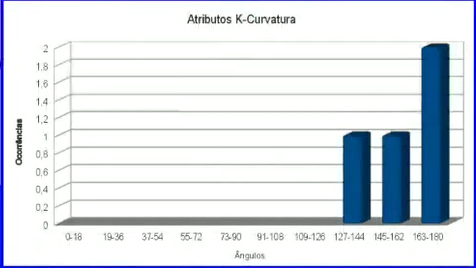 Atributos K-Curvatura
2
1,8
1,6
1,4
1,2
1
0,8
0,6
0,4
0,2
0
Ocorrências
0-18 19-36 37-54 55-72 73-90 91-108 109-126 127-144 145-162 163-180
Ângulos